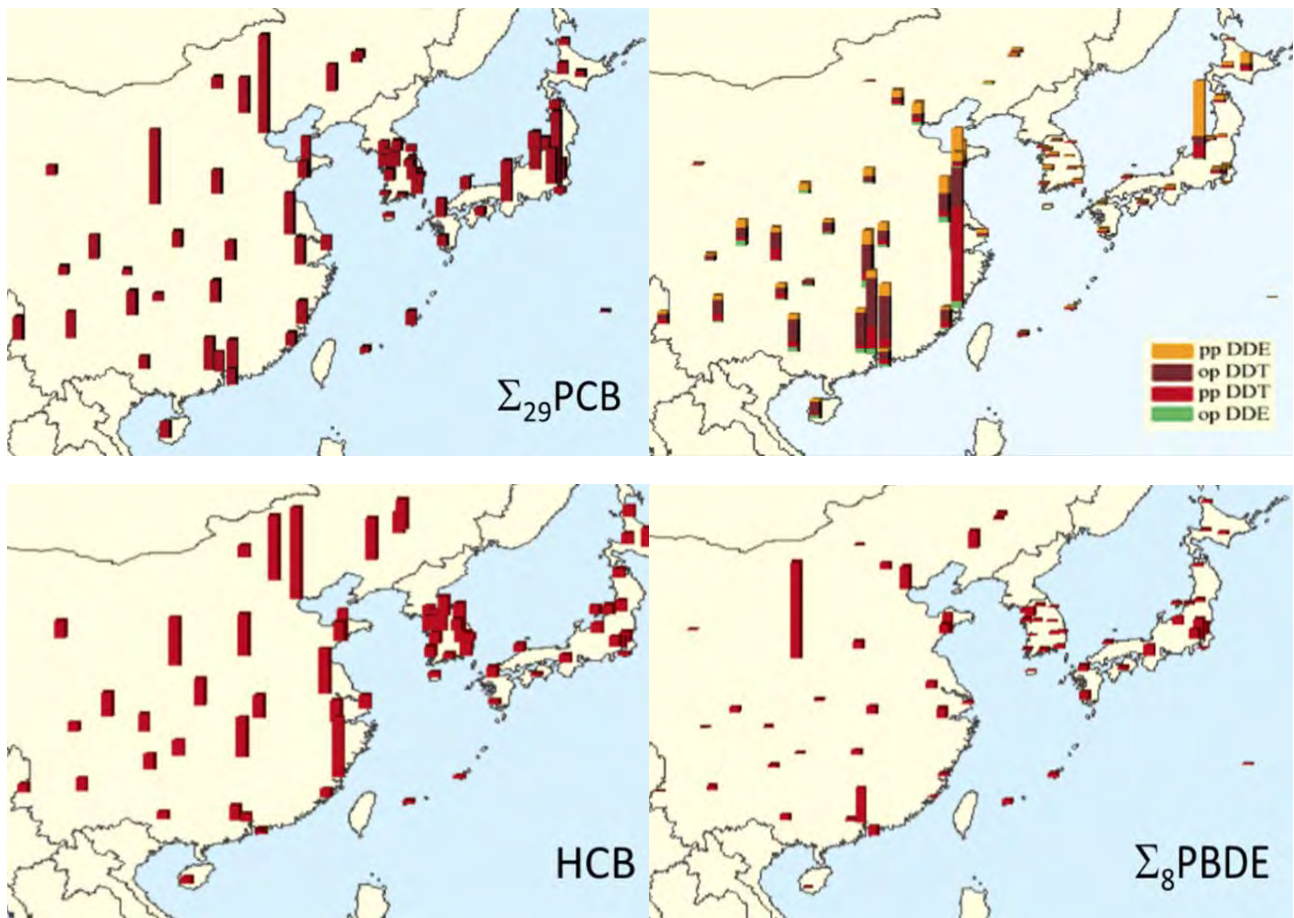 Σ₂₉PCB
pp DDE
op DDT
pp DDT
op DDE
HCB
Σ₈PBDE